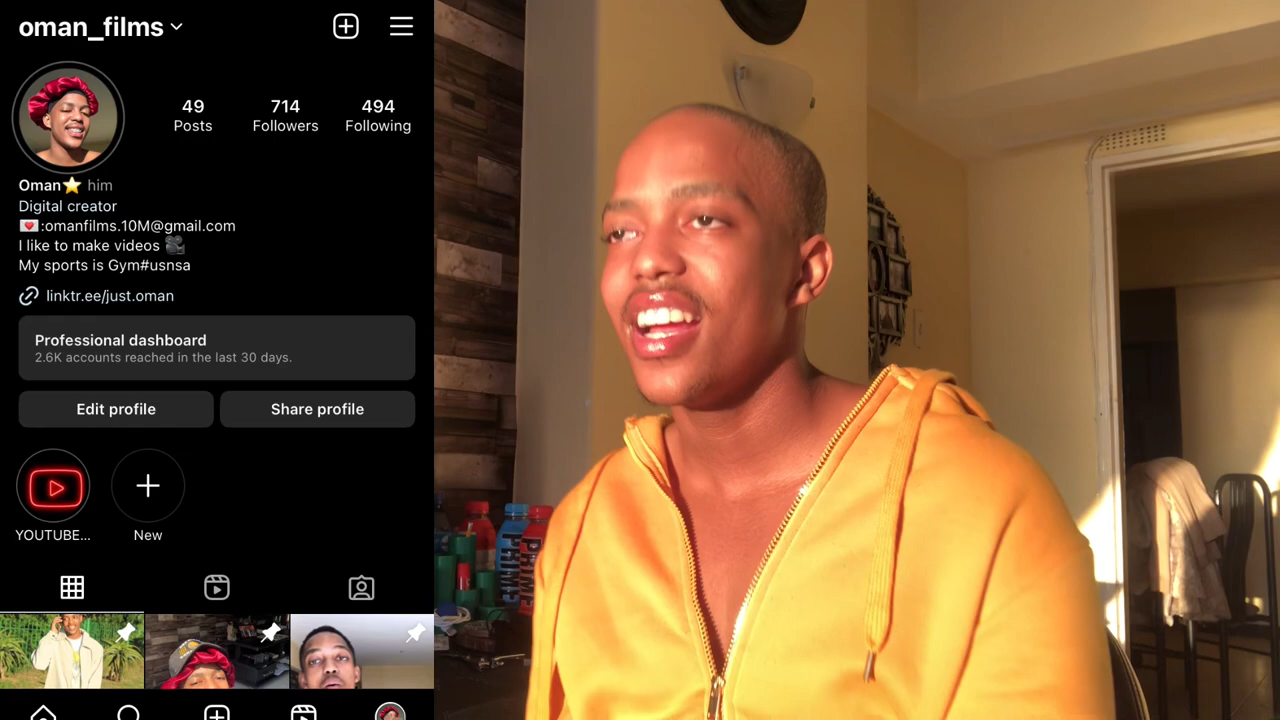 oman_films
49
714
494
Posts
Followers
Following
Oman⭐ him
Digital creator
💌:omanfilms.10M@gmail.com
I like to make videos 🎥
My sports is Gym#usnsa
linktr.ee/just.oman
Professional dashboard
2.6K accounts reached in the last 30 days.
Edit profile
Share profile
YOUTUBE...
New